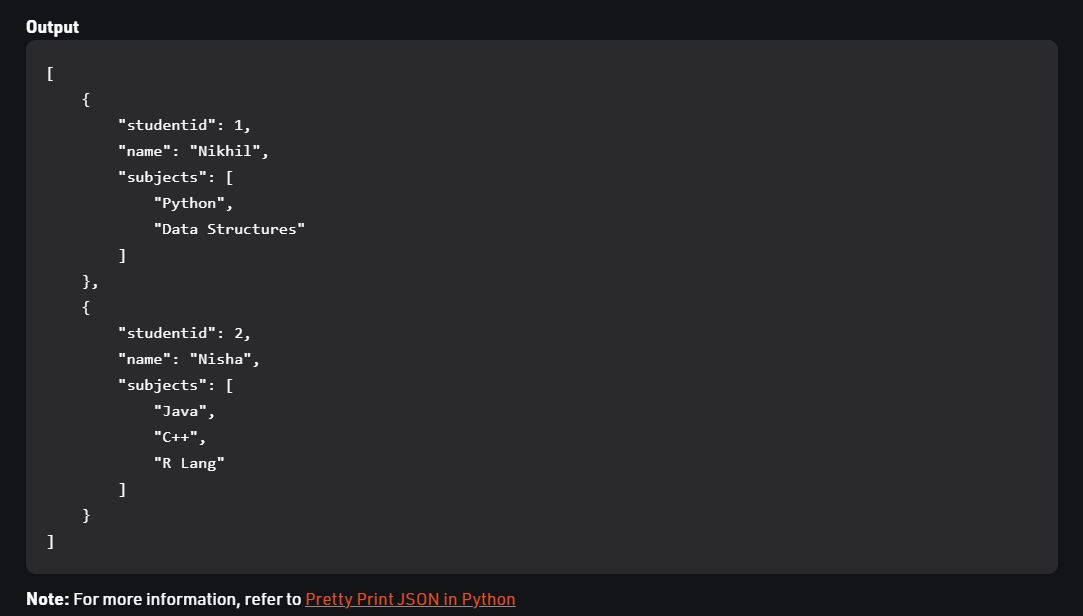 Output
[
    {
        "studentid": 1,
        "name": "Nikhil",
        "subjects": [
            "Python",
            "Data Structures"
        ]
    },
    {
        "studentid": 2,
        "name": "Nisha",
        "subjects": [
            "Java",
            "C++",
            "R Lang"
        ]
    }
]
Note: For more information, refer to Pretty Print JSON in Python